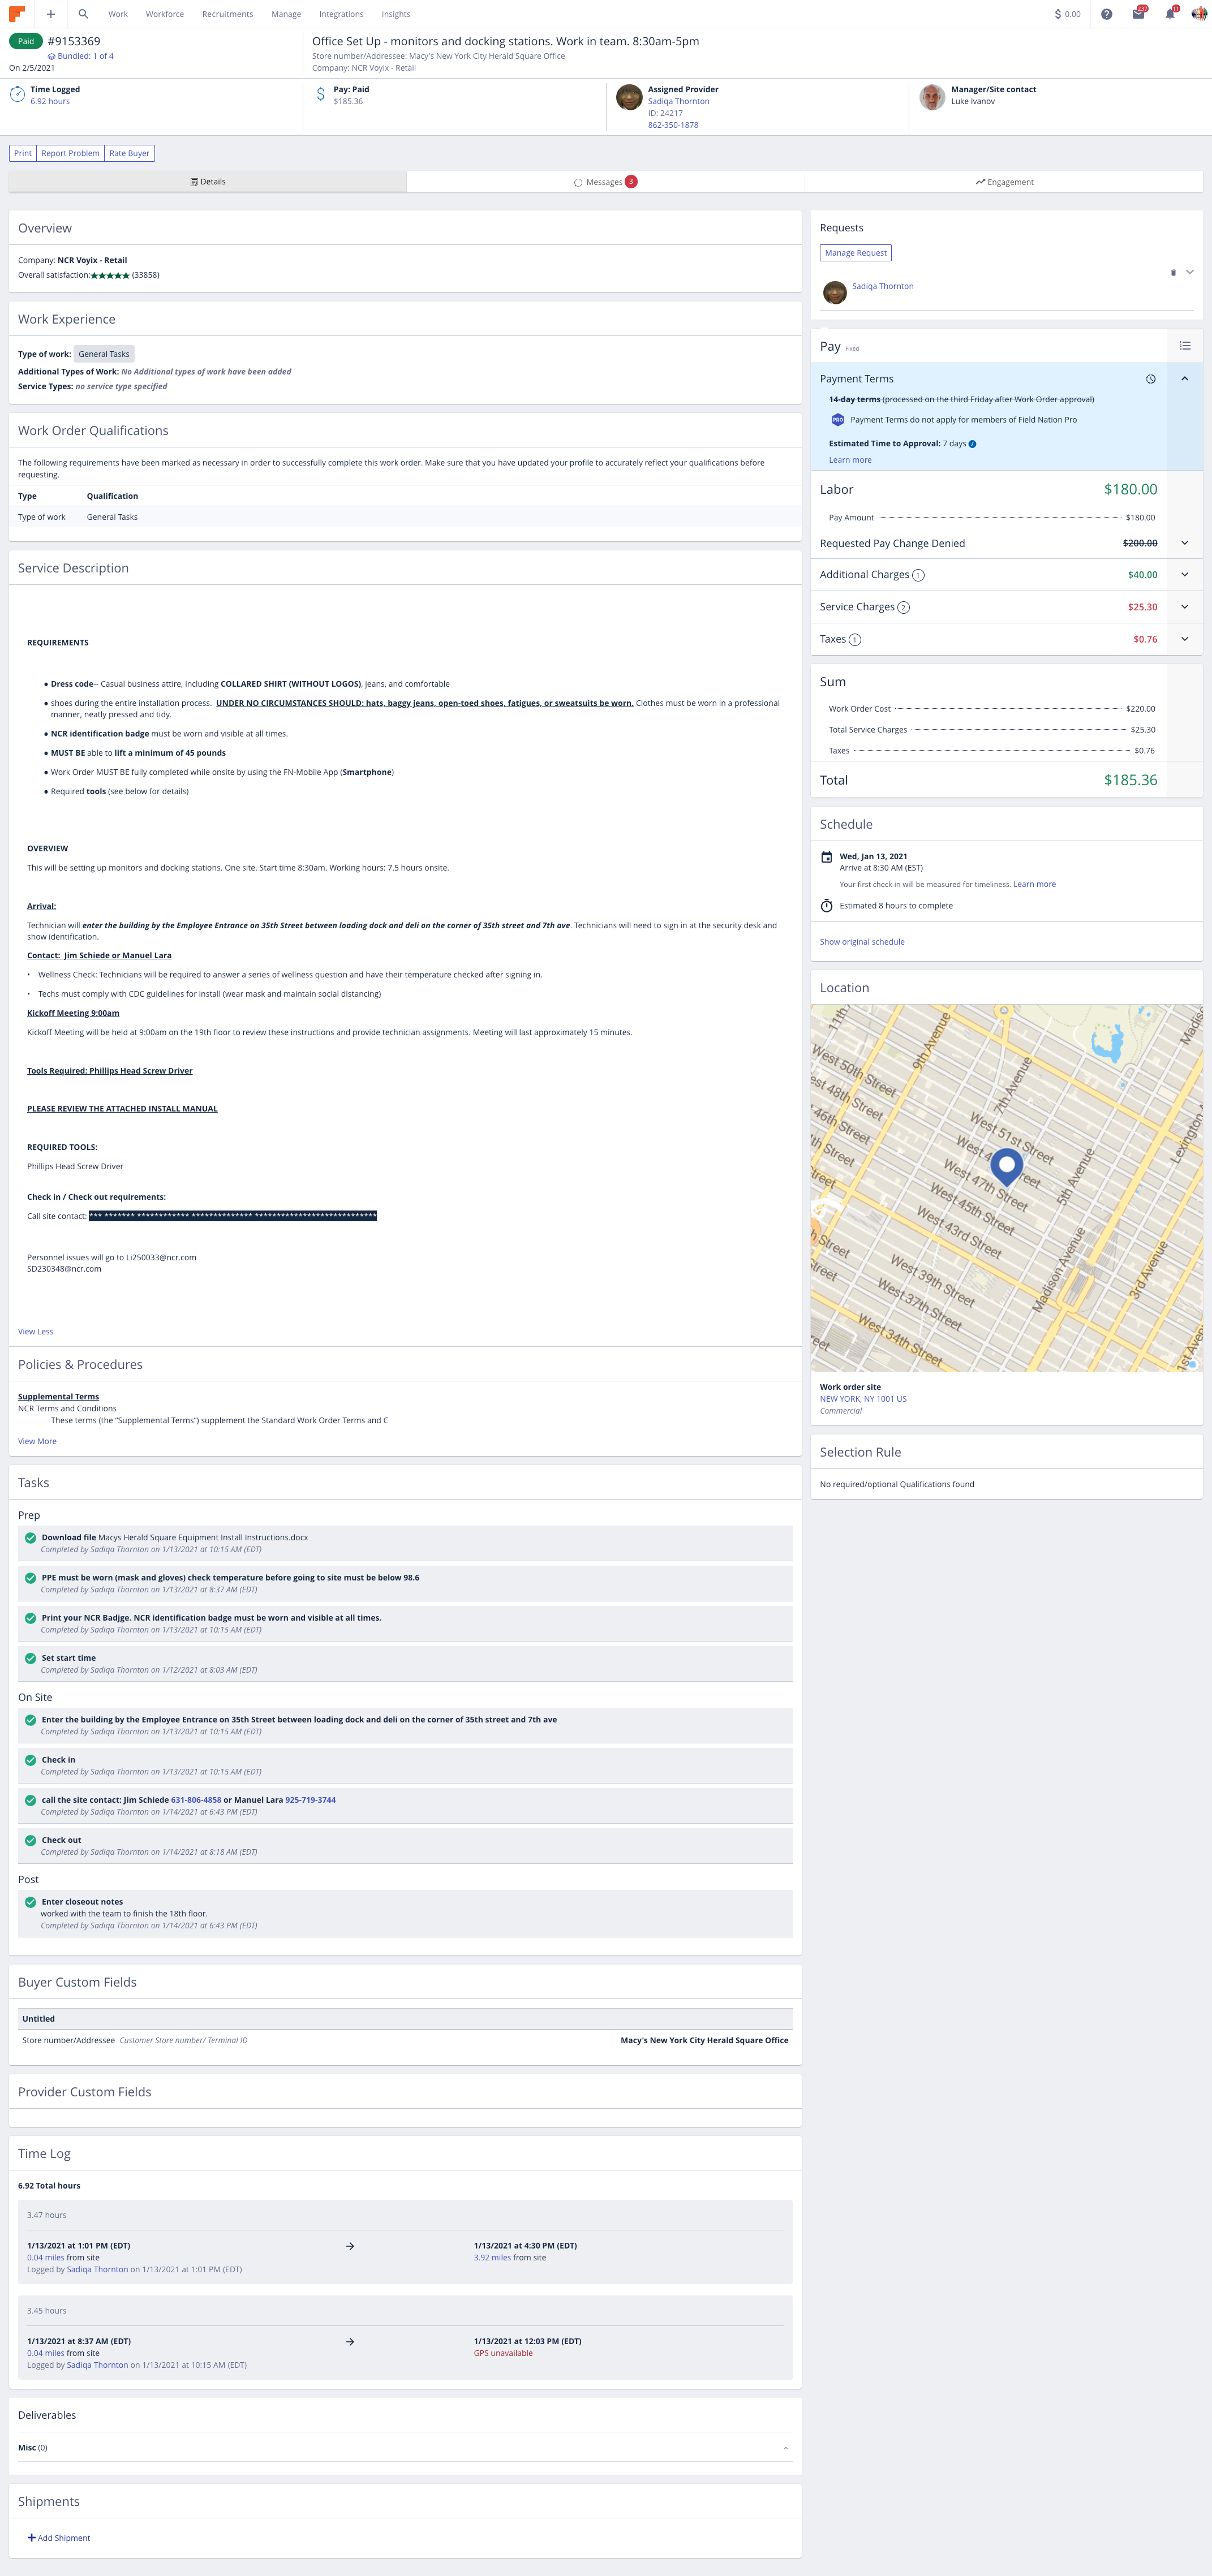 Work Workforce Recruitments Manage Integrations Insights
$ 0.00 237 11
Paid #9153369
Bundled: 1 of 4
On 2/5/2021
Office Set Up - monitors and docking stations. Work in team. 8:30am-5pm
Store number/Addressee: Macy's New York City Herald Square Office
Company: NCR Voyix - Retail
Time Logged
6.92 hours
Pay: Paid
$185.36
Assigned Provider
Sadiqa Thornton
ID: 24217
862-350-1878
Manager/Site contact
Luke Ivanov
Print Report Problem Rate Buyer
Details Messages 3 Engagement
Overview
Company: NCR Voyix - Retail
Overall satisfaction:★★★★★ (33858)
Work Experience
Type of work: General Tasks
Additional Types of Work: No Additional types of work have been added
Service Types: no service type specified
Work Order Qualifications
The following requirements have been marked as necessary in order to successfully complete this work order. Make sure that you have updated your profile to accurately reflect your qualifications before
requesting.
Type Qualification
Type of work General Tasks
Service Description
REQUIREMENTS
● Dress code-- Casual business attire, including COLLARED SHIRT (WITHOUT LOGOS), jeans, and comfortable
● shoes during the entire installation process. UNDER NO CIRCUMSTANCES SHOULD: hats, baggy jeans, open-toed shoes, fatigues, or sweatsuits be worn. Clothes must be worn in a professional
manner, neatly pressed and tidy.
● NCR identification badge must be worn and visible at all times.
● MUST BE able to lift a minimum of 45 pounds
● Work Order MUST BE fully completed while onsite by using the FN-Mobile App (Smartphone)
● Required tools (see below for details)
OVERVIEW
This will be setting up monitors and docking stations. One site. Start time 8:30am. Working hours: 7.5 hours onsite.
Arrival:
Technician will enter the building by the Employee Entrance on 35th Street between loading dock and deli on the corner of 35th street and 7th ave. Technicians will need to sign in at the security desk and
show identification.
Contact: Jim Schiede or Manuel Lara
• Wellness Check: Technicians will be required to answer a series of wellness question and have their temperature checked after signing in.
• Techs must comply with CDC guidelines for install (wear mask and maintain social distancing)
Kickoff Meeting 9:00am
Kickoff Meeting will be held at 9:00am on the 19th floor to review these instructions and provide technician assignments. Meeting will last approximately 15 minutes.
Tools Required: Phillips Head Screw Driver
PLEASE REVIEW THE ATTACHED INSTALL MANUAL
REQUIRED TOOLS:
Phillips Head Screw Driver
Check in / Check out requirements:
Call site contact:
Personnel issues will go to Li250033@ncr.com
SD230348@ncr.com
View Less
Policies & Procedures
Supplemental Terms
NCR Terms and Conditions
These terms (the “Supplemental Terms”) supplement the Standard Work Order Terms and C
View More
Tasks
Prep
Download file Macys Herald Square Equipment Install Instructions.docx
Completed by Sadiqa Thornton on 1/13/2021 at 10:15 AM (EDT)
PPE must be worn (mask and gloves) check temperature before going to site must be below 98.6
Completed by Sadiqa Thornton on 1/13/2021 at 8:37 AM (EDT)
Print your NCR Badjge. NCR identification badge must be worn and visible at all times.
Completed by Sadiqa Thornton on 1/13/2021 at 10:15 AM (EDT)
Set start time
Completed by Sadiqa Thornton on 1/12/2021 at 8:03 AM (EDT)
On Site
Enter the building by the Employee Entrance on 35th Street between loading dock and deli on the corner of 35th street and 7th ave
Completed by Sadiqa Thornton on 1/13/2021 at 10:15 AM (EDT)
Check in
Completed by Sadiqa Thornton on 1/13/2021 at 10:15 AM (EDT)
call the site contact: Jim Schiede 631-806-4858 or Manuel Lara 925-719-3744
Completed by Sadiqa Thornton on 1/14/2021 at 6:43 PM (EDT)
Check out
Completed by Sadiqa Thornton on 1/14/2021 at 8:18 AM (EDT)
Post
Enter closeout notes
worked with the team to finish the 18th floor.
Completed by Sadiqa Thornton on 1/14/2021 at 6:43 PM (EDT)
Buyer Custom Fields
Untitled
Store number/Addressee Customer Store number/ Terminal ID Macy's New York City Herald Square Office
Provider Custom Fields
Time Log
6.92 Total hours
3.47 hours
1/13/2021 at 1:01 PM (EDT) 1/13/2021 at 4:30 PM (EDT)
0.04 miles from site 3.92 miles from site
Logged by Sadiqa Thornton on 1/13/2021 at 1:01 PM (EDT)
3.45 hours
1/13/2021 at 8:37 AM (EDT) 1/13/2021 at 12:03 PM (EDT)
0.04 miles from site GPS unavailable
Logged by Sadiqa Thornton on 1/13/2021 at 10:15 AM (EDT)
Deliverables
Misc (0)
Shipments
Add Shipment
Requests
Manage Request
Sadiqa Thornton
Pay Fixed
Payment Terms
14-day terms (processed on the third Friday after Work Order approval)
PRO Payment Terms do not apply for members of Field Nation Pro
Estimated Time to Approval: 7 days
Learn more
Labor $180.00
Pay Amount $180.00
Requested Pay Change Denied $200.00
Additional Charges 1 $40.00
Service Charges 2 $25.30
Taxes 1 $0.76
Sum
Work Order Cost $220.00
Total Service Charges $25.30
Taxes $0.76
Total $185.36
Schedule
Wed, Jan 13, 2021
Arrive at 8:30 AM (EST)
Your first check in will be measured for timeliness. Learn more
Estimated 8 hours to complete
Show original schedule
Location
11th
9th Avenue
West 50th Street
West 48th Street
46th Street
7th Avenue
West 51st Street
West 47th Street
West 45th Street
West 43rd Street
5th Avenue
Lexington
West 39th Street
West 37th Street
West 34th Street
Madison Avenue
3rd Avenue
1st Aven
Work order site
NEW YORK, NY 1001 US
Commercial
Selection Rule
No required/optional Qualifications found